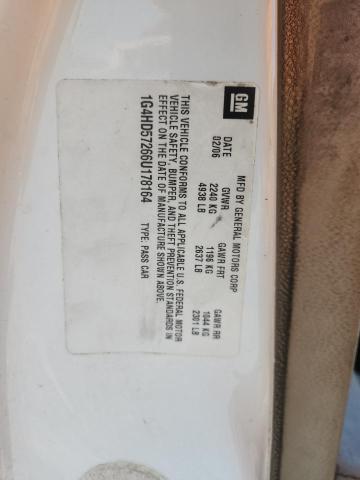 GM
MFD BY GENERAL MOTORS CORP
DATE GVWR GAWR FRT GAWR RR
02/06 2240 KG 1196 KG 1044 KG
4938 LB 2637 LB 2301 LB
THIS VEHICLE CONFORMS TO ALL APPLICABLE U.S. FEDERAL MOTOR
VEHICLE SAFETY, BUMPER, AND THEFT PREVENTION STANDARDS IN
EFFECT ON THE DATE OF MANUFACTURE SHOWN ABOVE.
1G4HD57266U178164 TYPE: PASS CAR